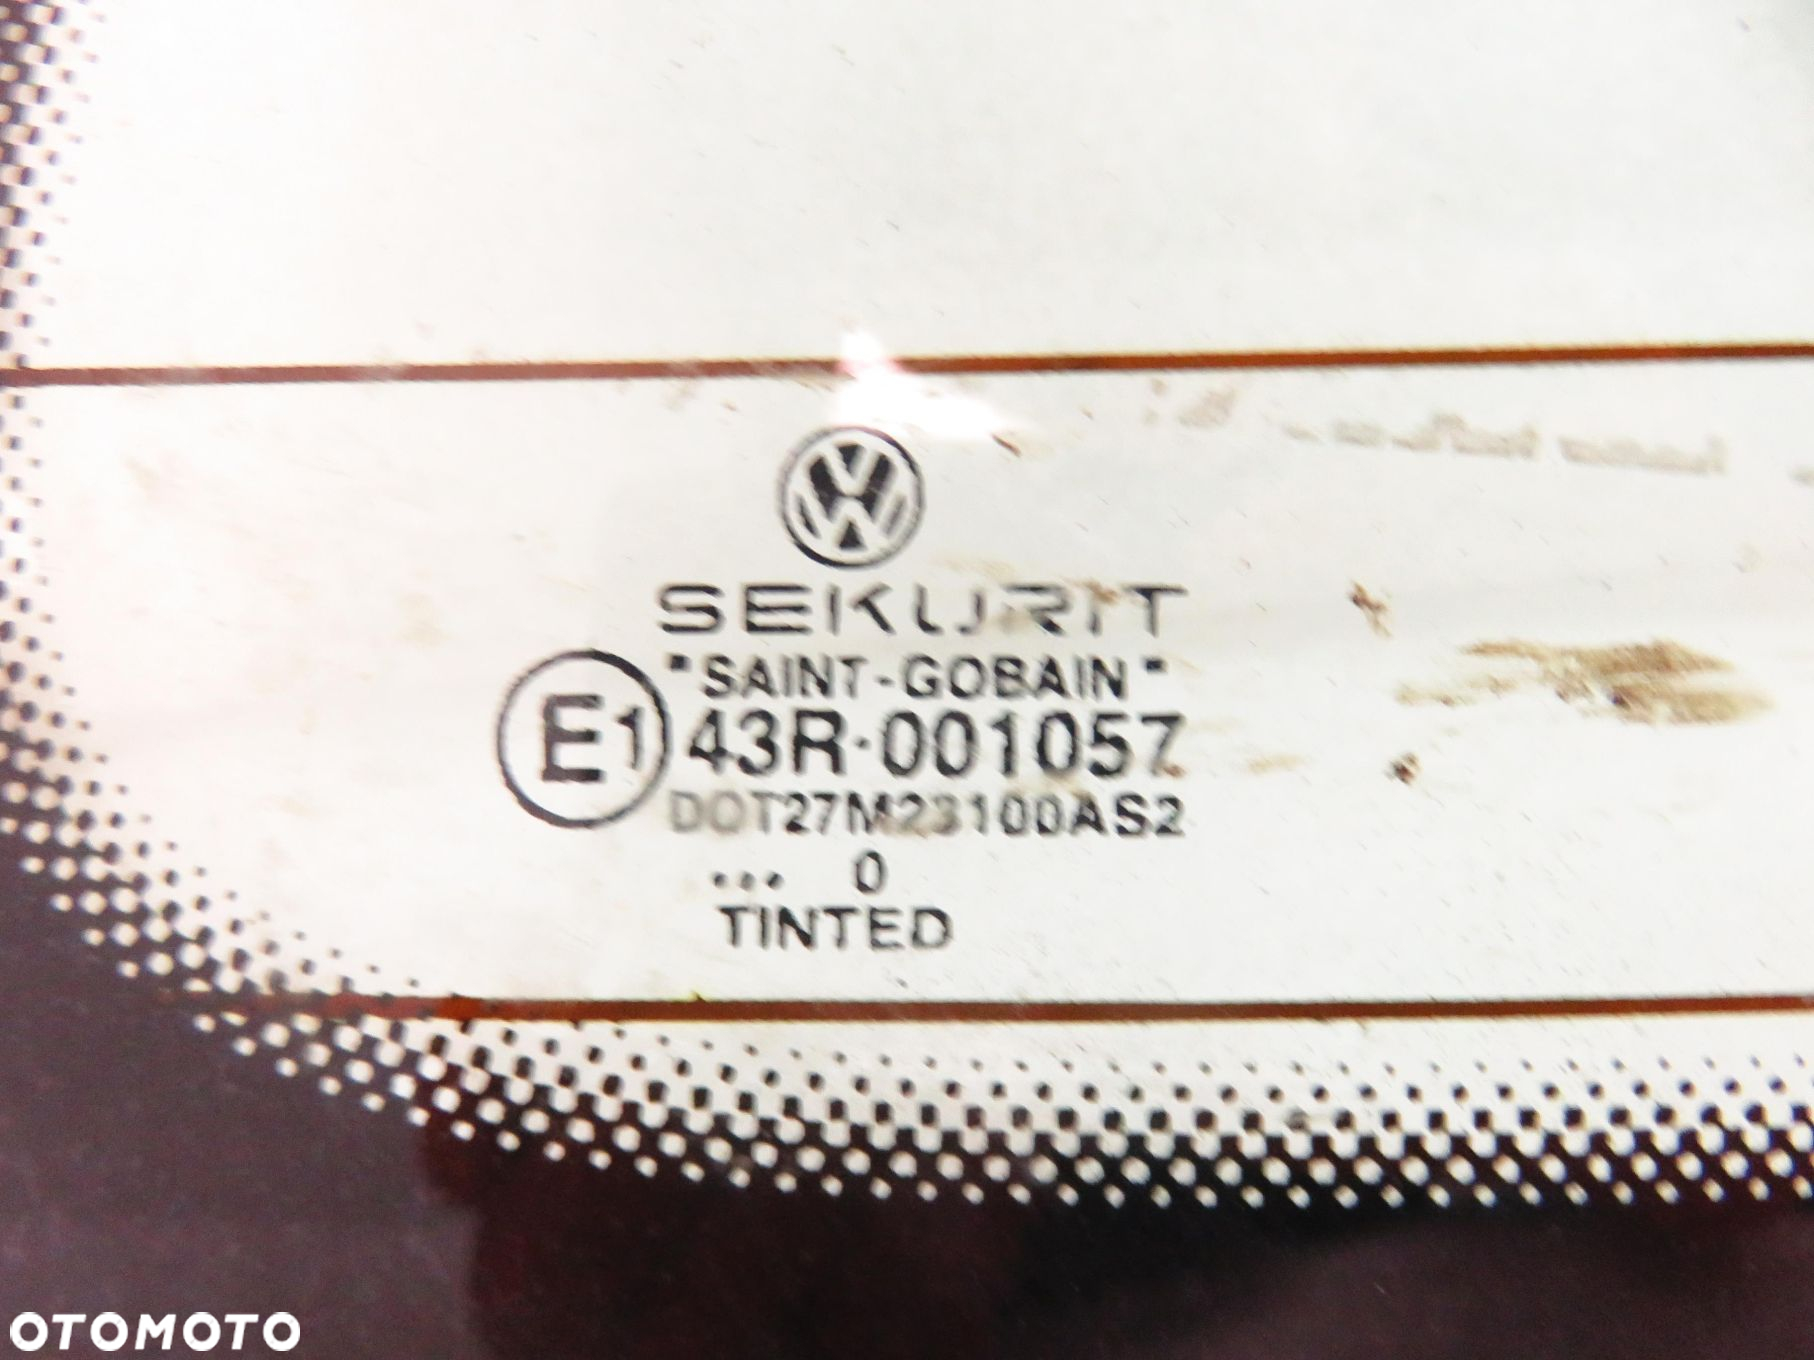 SEKURIT
"SAINT-GOBAIN"
E1 43R-001057
DOT27M23100AS2
... 0
TINTED
OTOMOTO